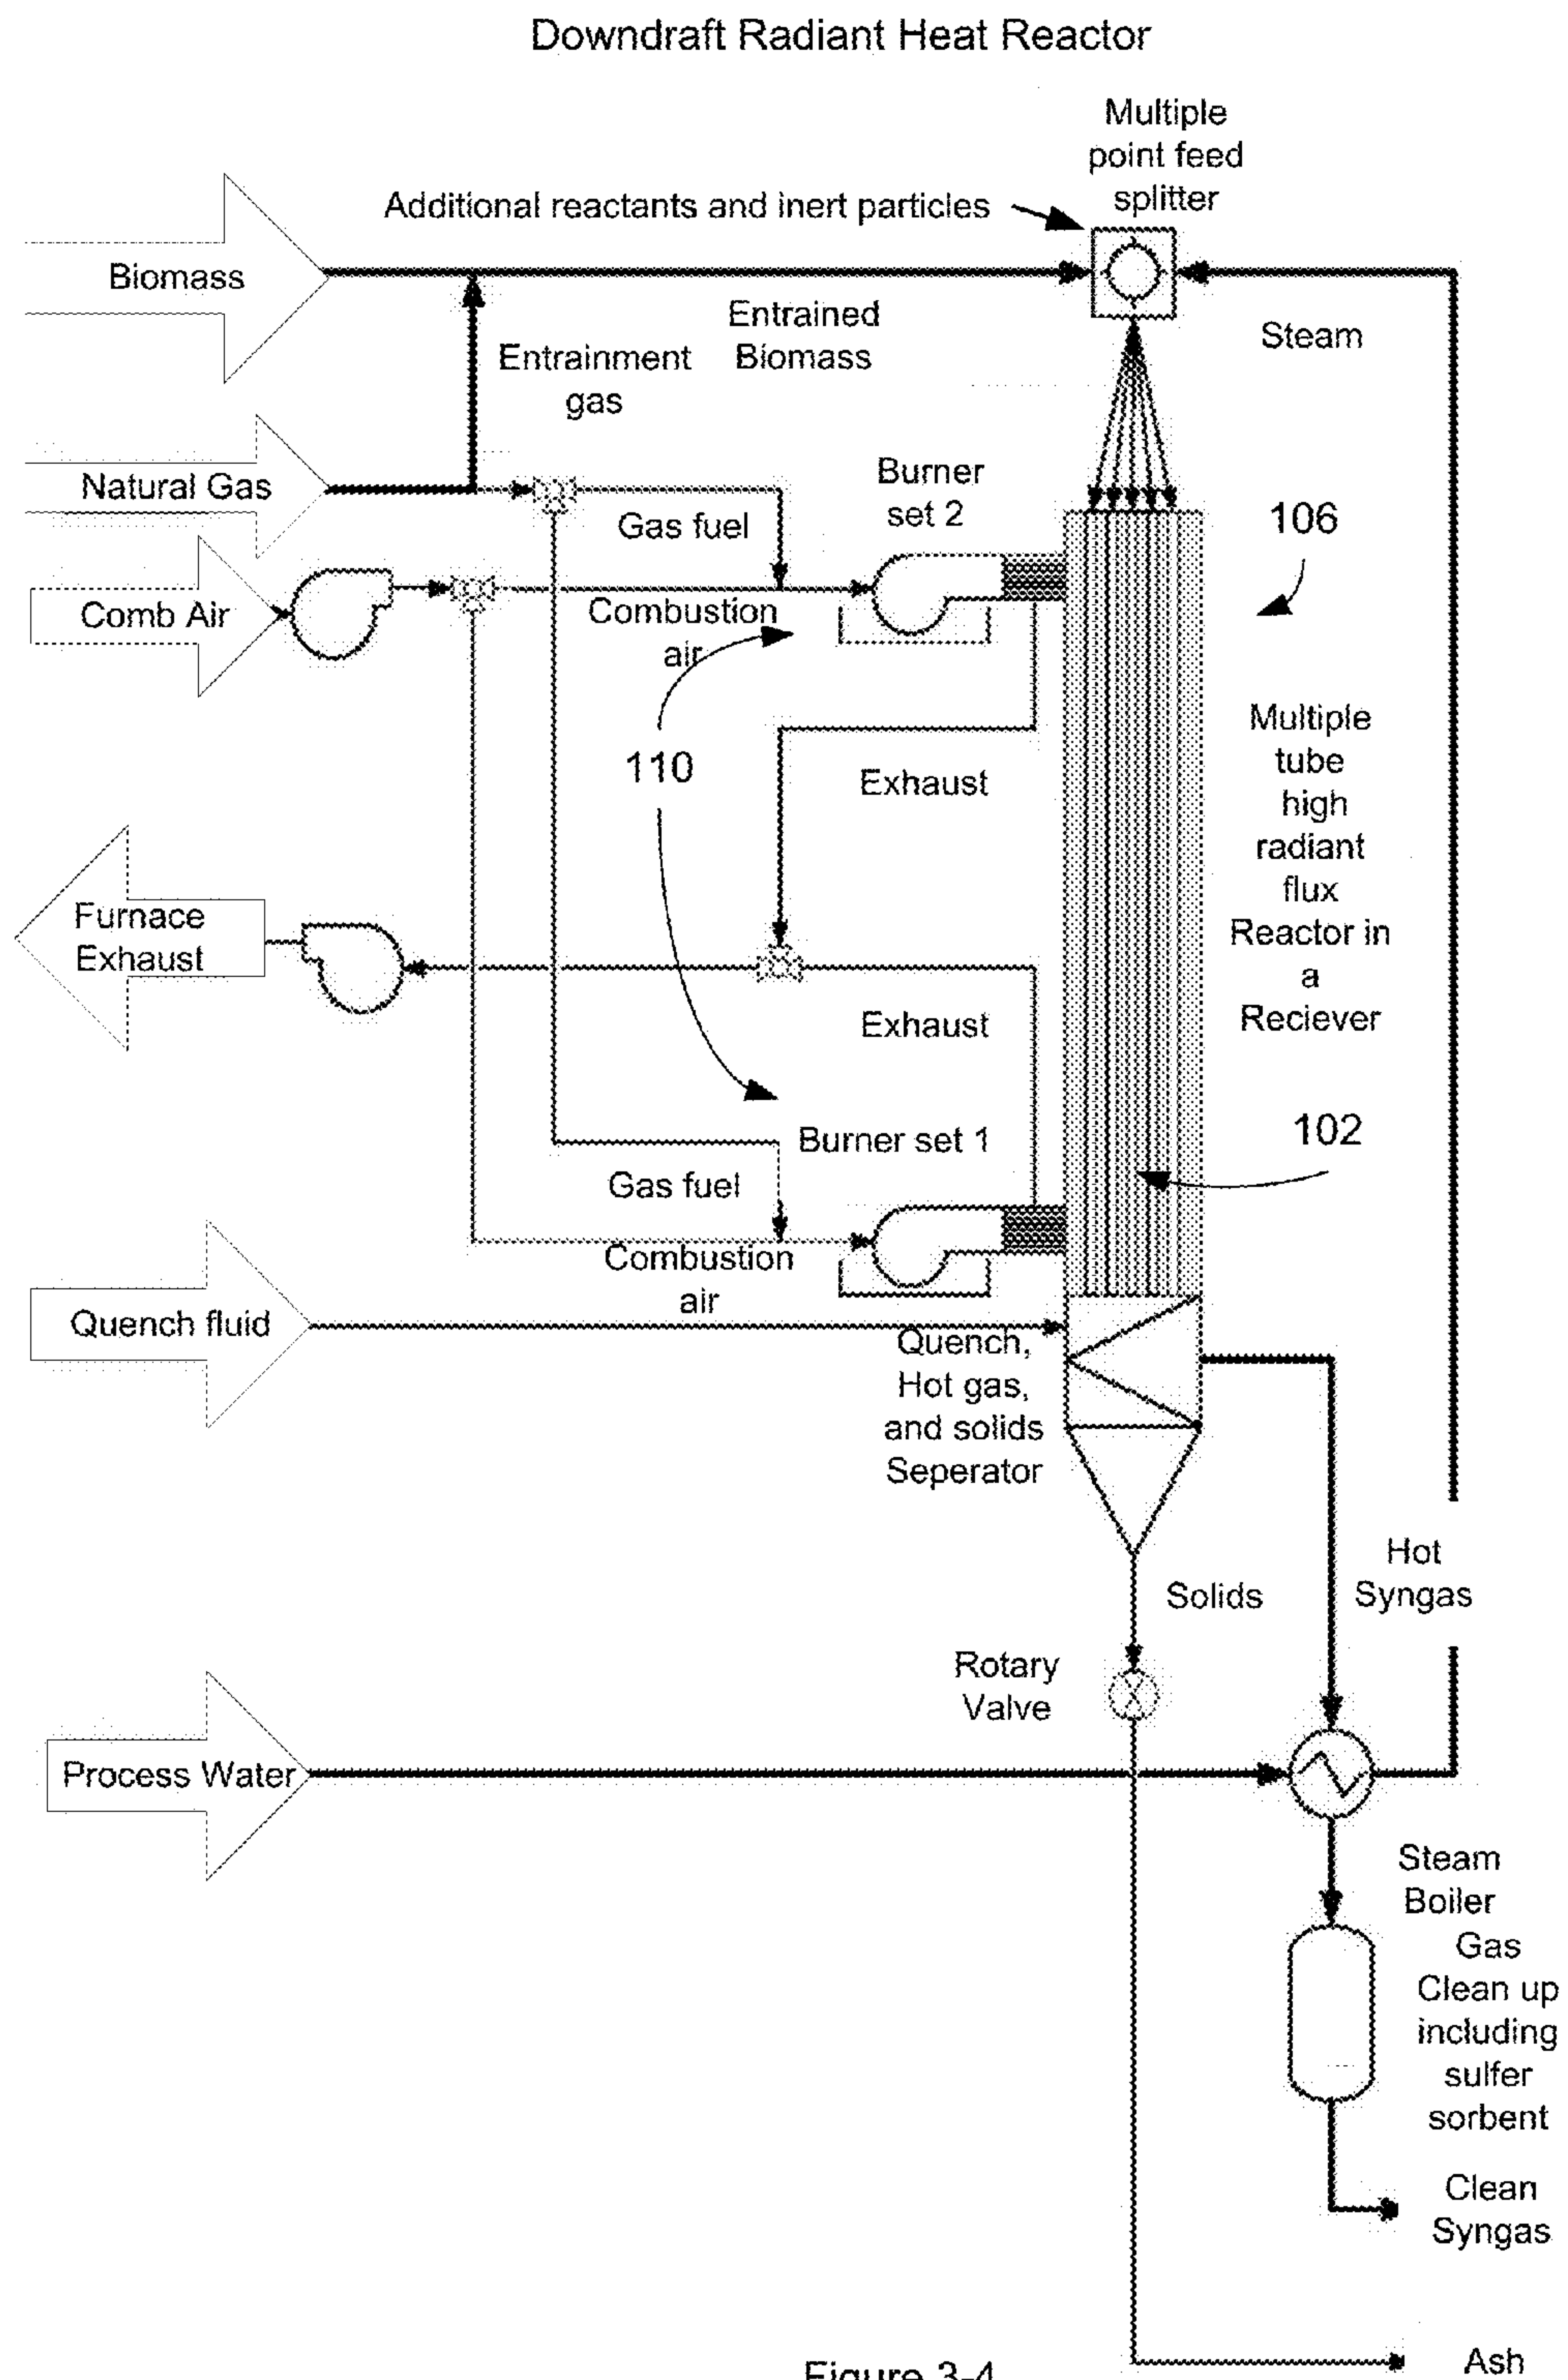 Downdraft Radiant Heat Reactor
Multiple
point feed
splitter
Additional reactants and inert particles
Biomass
Entrained
Biomass
Steam
Entrainment
gas
Natural Gas
Burner
set 2
Gas fuel
106
Comb Air
Combustion
air
Multiple
tube
high
radiant
flux
Reactor in
a
Reciever
110
Exhaust
Furnace
Exhaust
Exhaust
Burner set 1
102
Gas fuel
Combustion
air
Quench fluid
Quench,
Hot gas,
and solids
Seperator
Hot
Syngas
Solids
Rotary
Valve
Process Water
Steam
Boiler
Gas
Clean up
including
sulfer
sorbent
Clean
Syngas
Ash
Figure 3-4